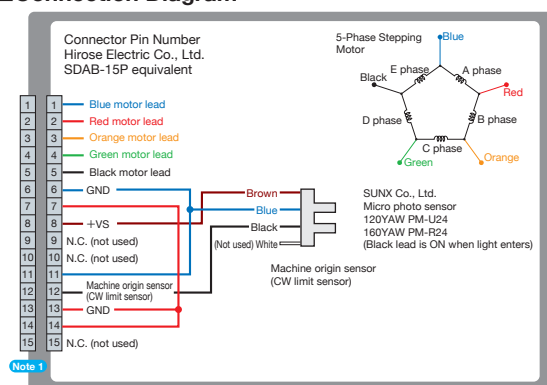 Connection Diagram
Connector Pin Number
Hirose Electric Co., Ltd.
SDAB-15P equivalent
5-Phase Stepping
Motor
Blue
E phase
A phase
Black
Red
D phase
B phase
C phase
Green
Orange
1 1 Blue motor lead
2 2 Red motor lead
3 3 Orange motor lead
4 4 Green motor lead
5 5 Black motor lead
6 6 GND
7 7
8 8 +VS
9 9 N.C. (not used)
10 10 N.C. (not used)
11 11
12 12 Machine origin sensor
(CW limit sensor)
13 13 GND
14 14
15 15 N.C. (not used)
Brown
Blue
Black
(Not used) White
SUNX Co., Ltd.
Micro photo sensor
120YAW PM-U24
160YAW PM-R24
(Black lead is ON when light enters)
Machine origin sensor
(CW limit sensor)
Note 1